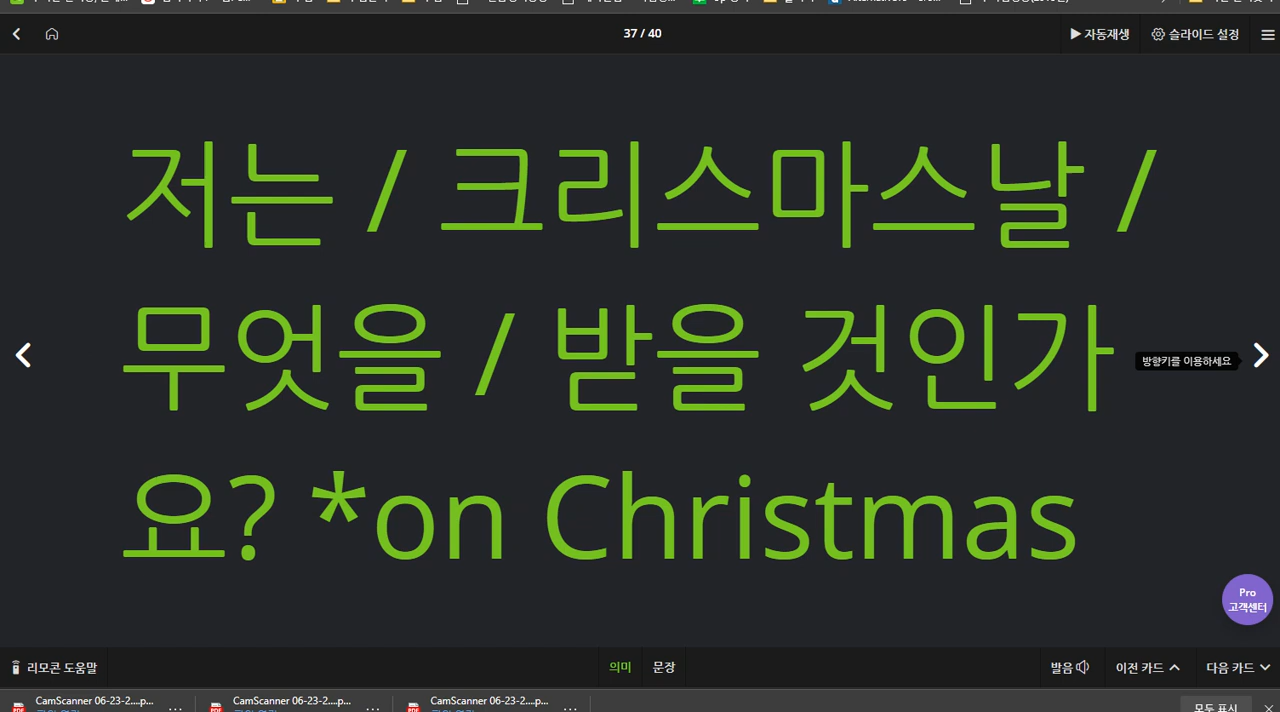 37 / 40
자동재생
슬라이드 설정
저는 / 크리스마스날 /
무엇을 / 받을 것인가
요? *on Christmas
방향키를 이용하세요
Pro
고객센터
리모콘 도움말
의미
문장
발음
이전 카드
다음 카드
CamScanner 06-23-2....p...
CamScanner 06-23-2....p...
CamScanner 06-23-2....p...
모두 표시